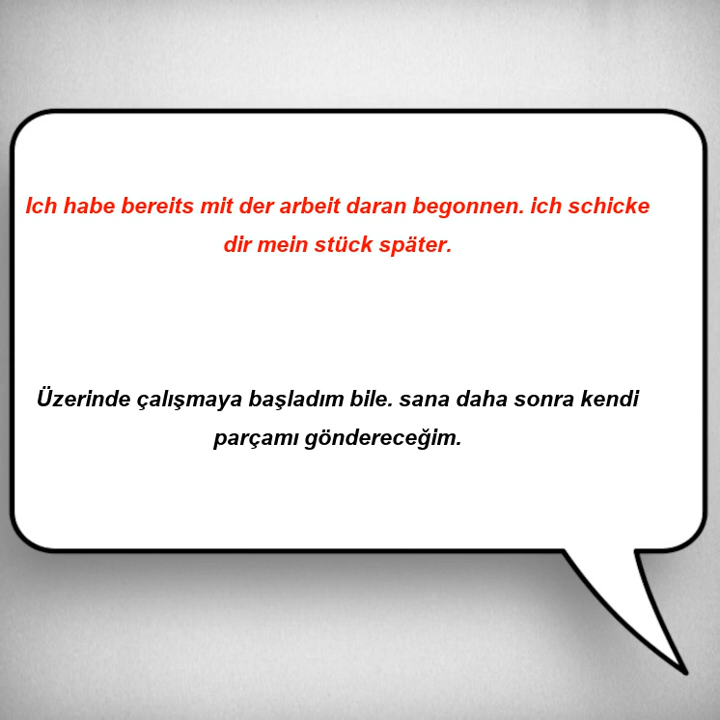 Ich habe bereits mit der arbeit daran begonnen. ich schicke
dir mein stück später.
Üzerinde çalışmaya başladım bile. sana daha sonra kendi
parçamı göndereceğim.